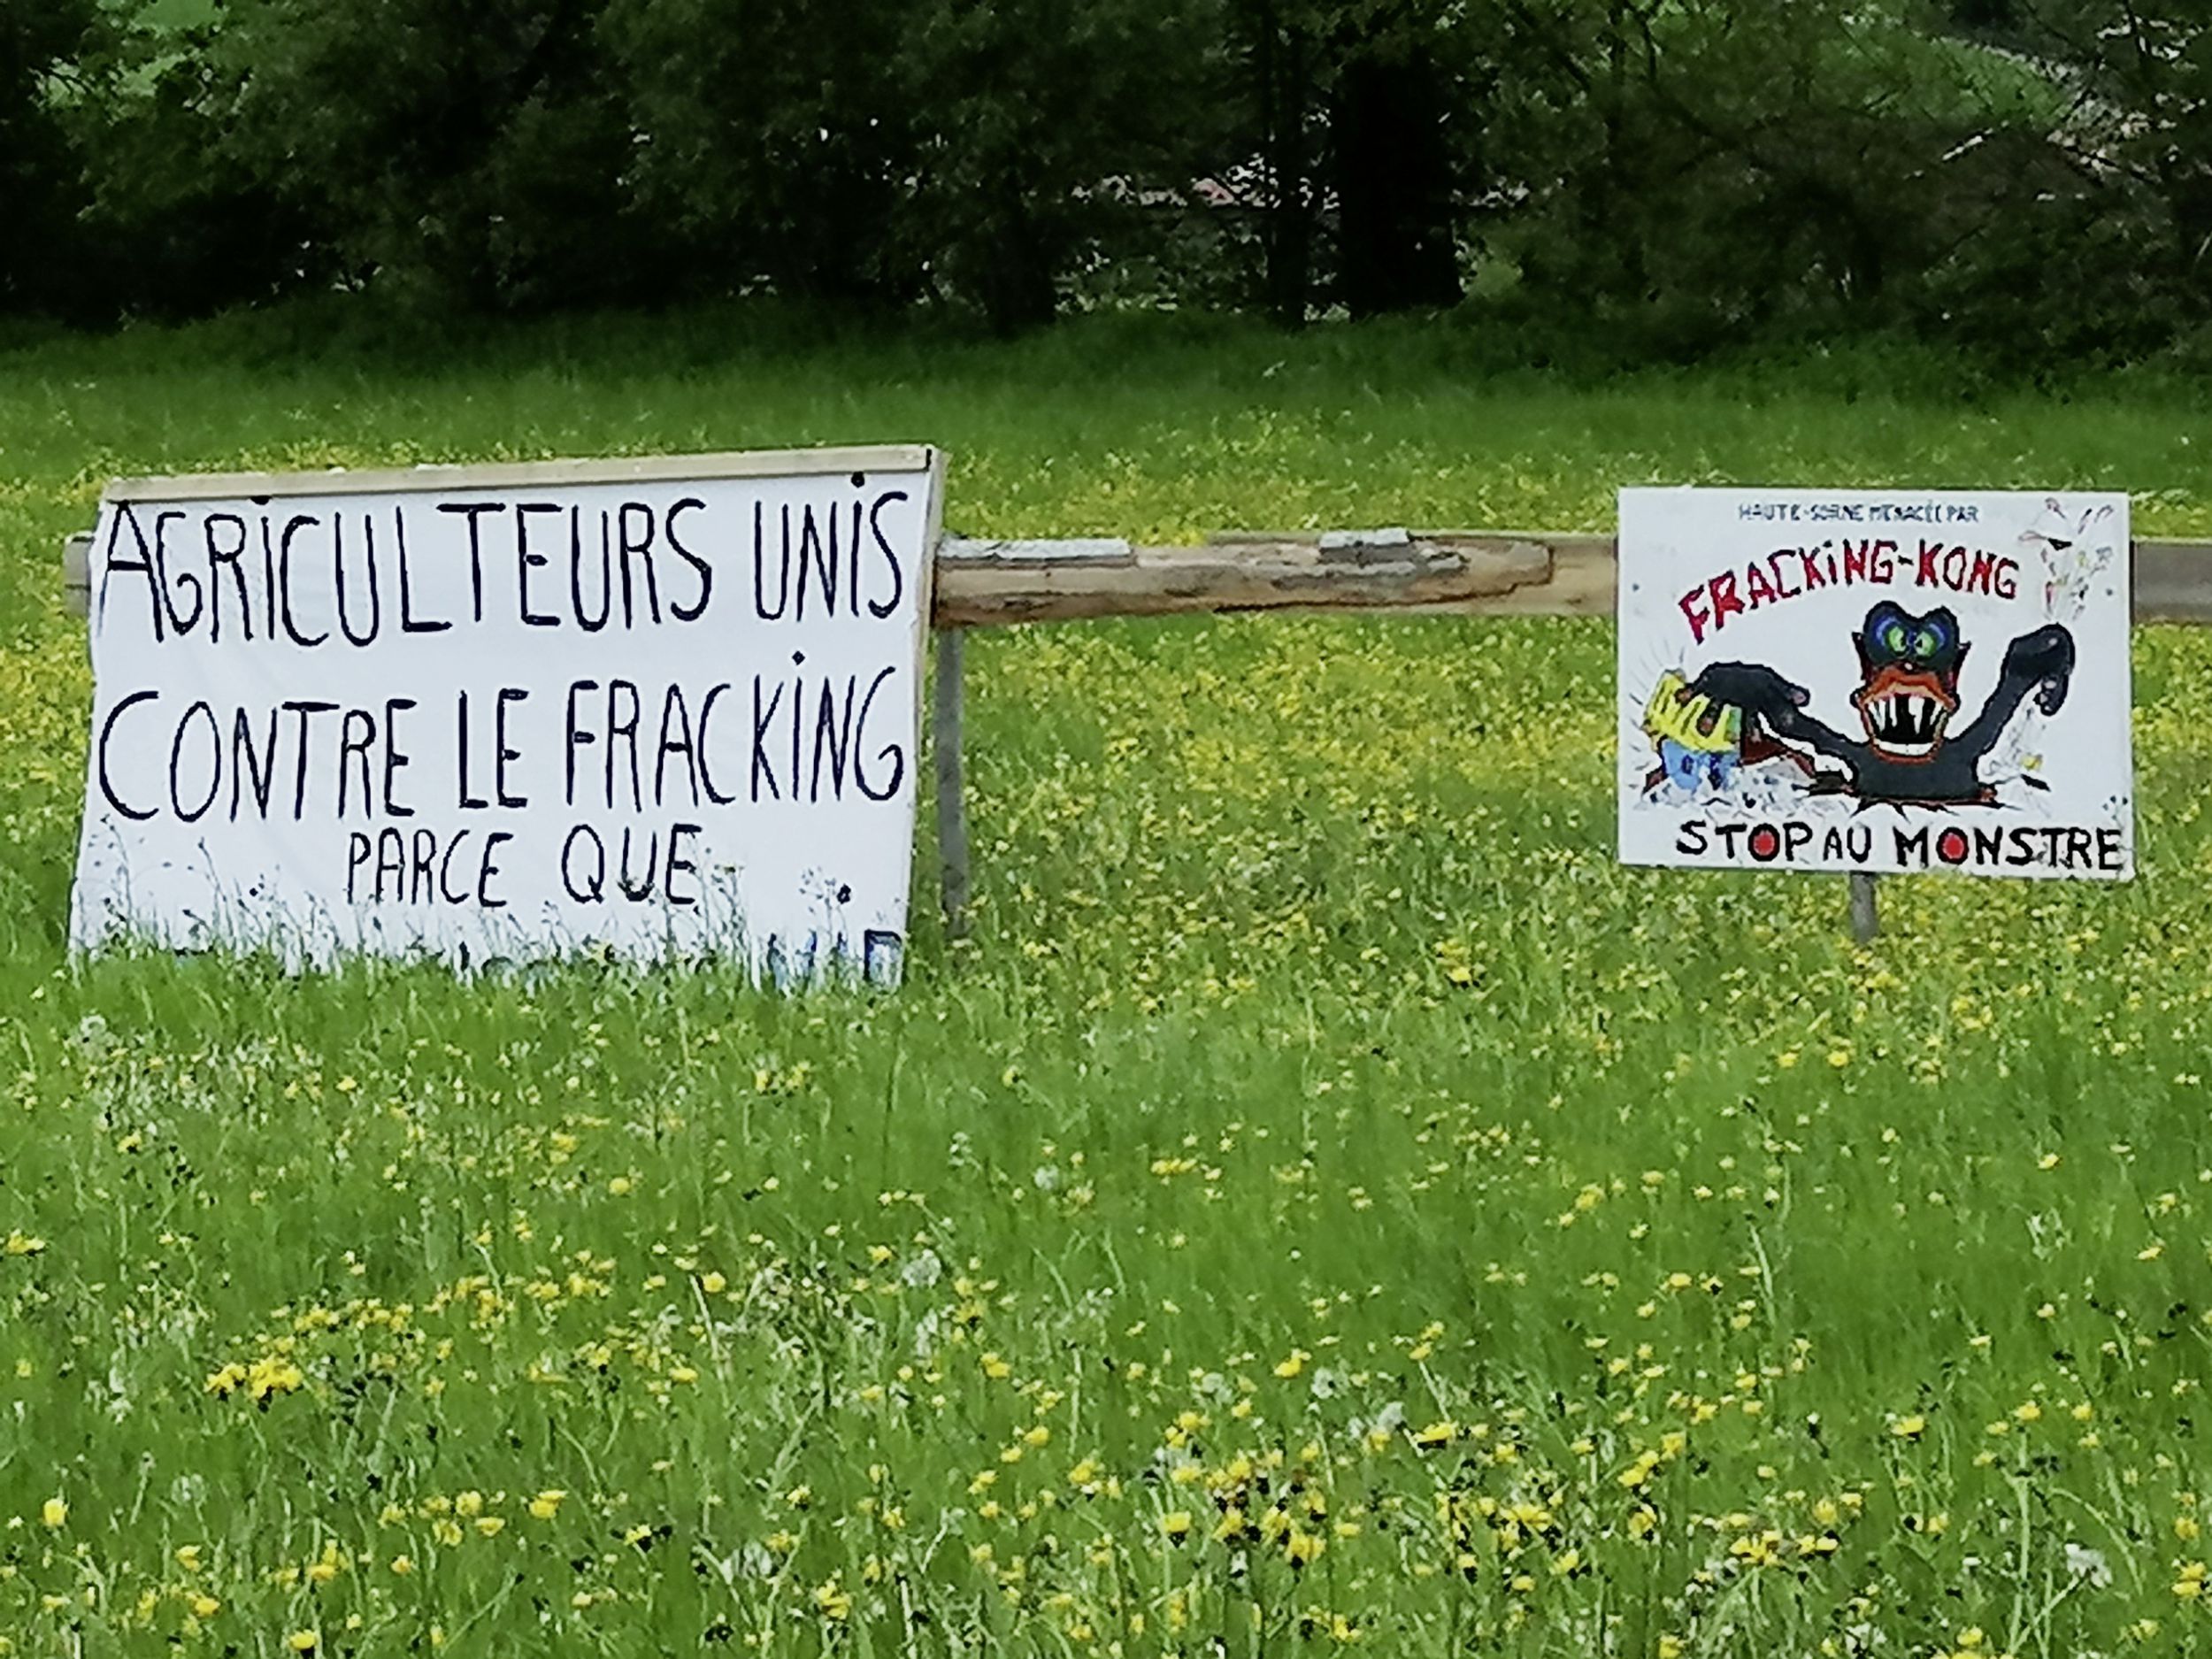 AGRICULTEURS UNIS
CONTRE LE FRACKING
PARCE QUE
HAUTE-SORNE MENACÉE PAR
FRACKING-KONG
STOP AU MONSTRE